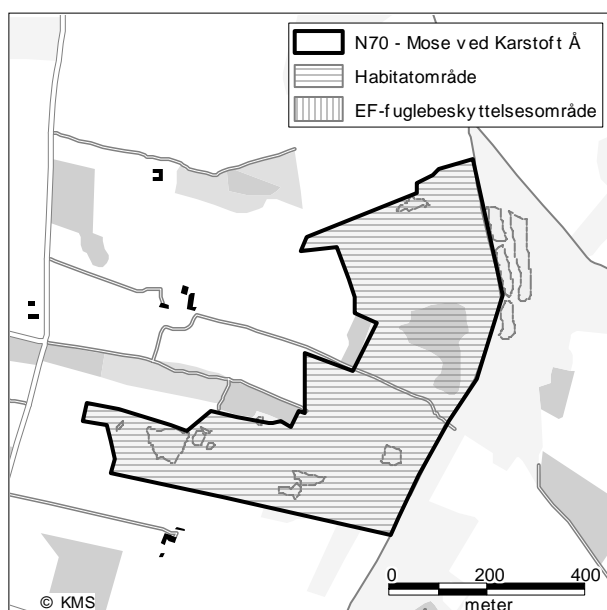 N70 - Mose ved Karstoft Å
Habitatområde
EF-fuglebeskyttelsesområde
0 200 400
meter
© KMS